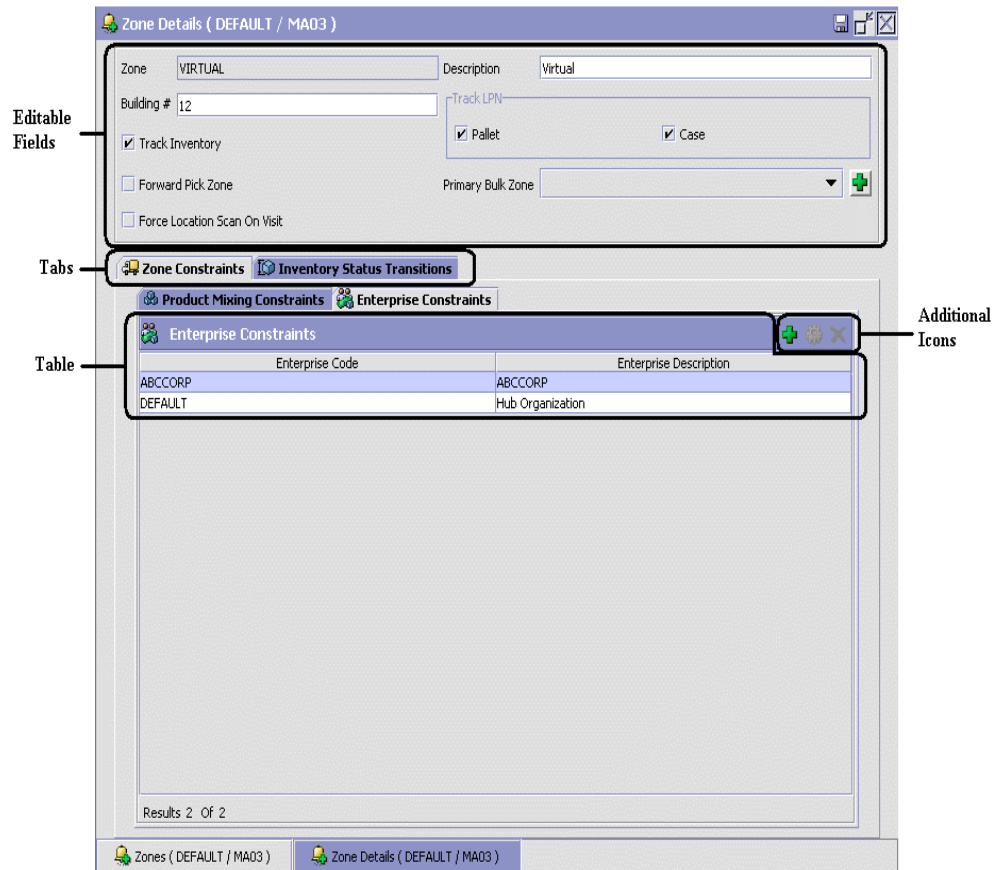 Zone Details ( DEFAULT / MA03 )
Zone VIRTUAL Description Virtual
Building # 12 Track LPN
Editable
Fields
Track Inventory Pallet Case
Forward Pick Zone Primary Bulk Zone
Force Location Scan On Visit
Tabs Zone Constraints Inventory Status Transitions
Product Mixing Constraints Enterprise Constraints
Additional
Icons
Enterprise Constraints
Table Enterprise Code Enterprise Description
ABCCORP ABCCORP
DEFAULT Hub Organization
Results 2 Of 2
Zones ( DEFAULT / MA03 ) Zone Details ( DEFAULT / MA03 )